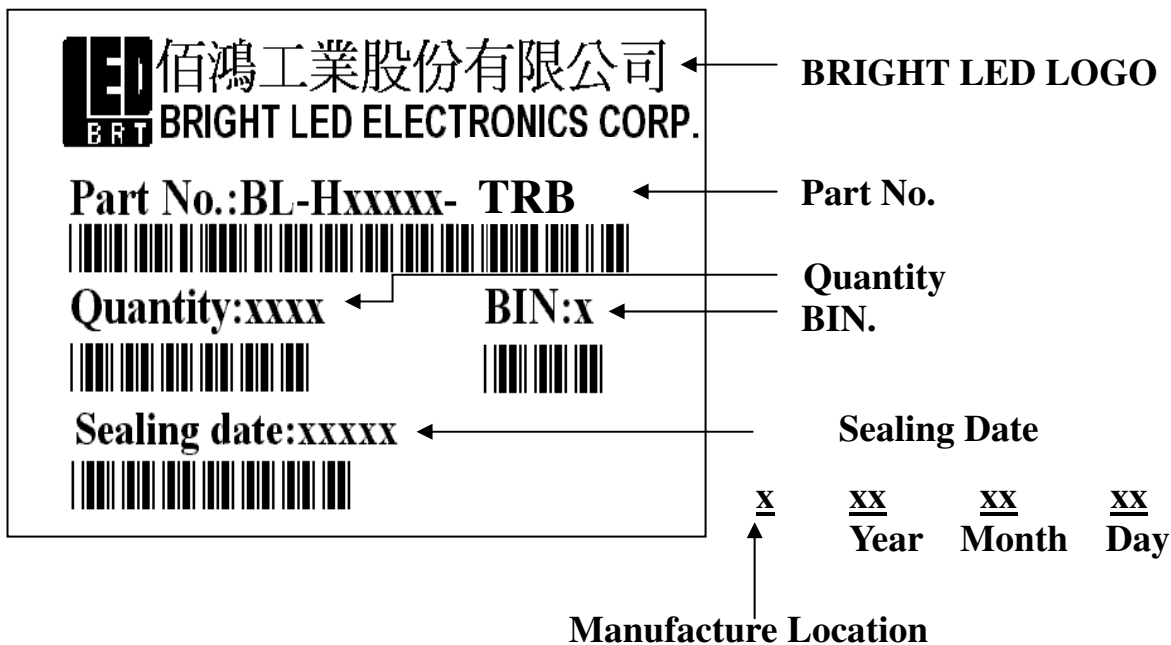 LED
BRT
佰鴻工業股份有限公司
BRIGHT LED ELECTRONICS CORP.
BRIGHT LED LOGO
Part No.:BL-Hxxxxx- TRB
Part No.
Quantity:xxxx
BIN:x
Quantity
BIN.
Sealing date:xxxxx
Sealing Date
x xx xx xx
Year Month Day
Manufacture Location